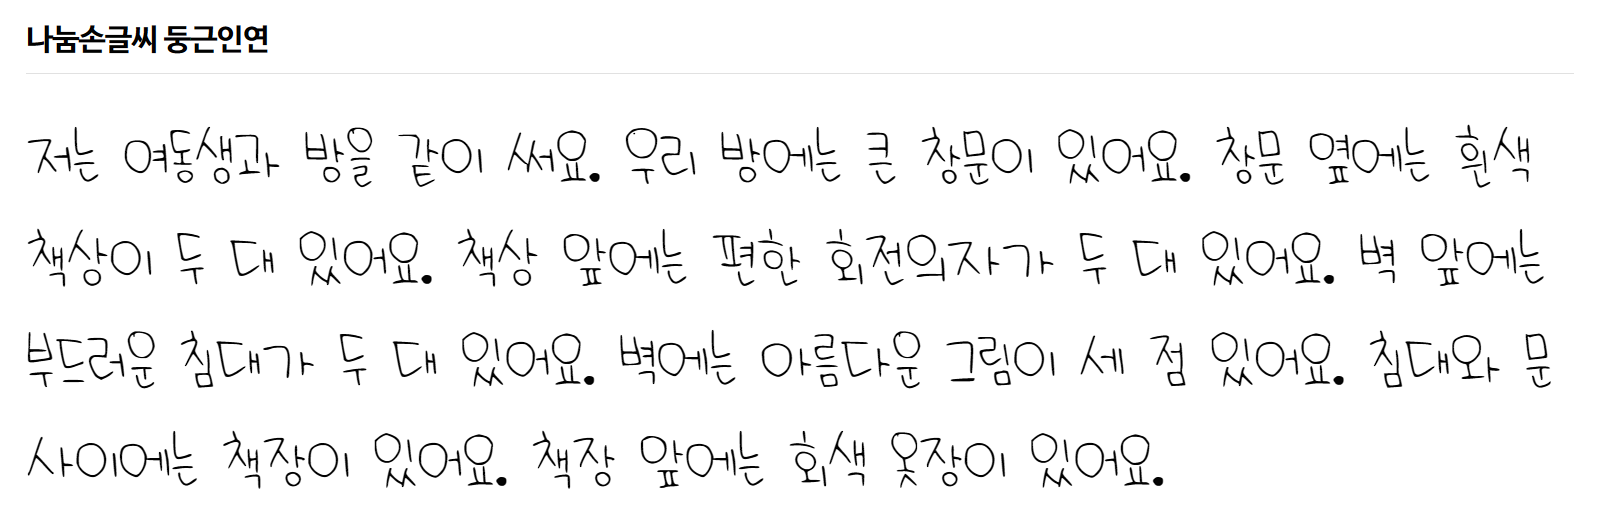 나눔손글씨 둥근인연
저는 여동생과 방을 같이 써요. 우리 방에는 큰 창문이 있어요. 창문 옆에는 흰색
책상이 두 대 있어요. 책상 앞에는 편한 회전의자가 두 대 있어요. 벽 앞에는
부드러운 침대가 두 대 있어요. 벽에는 아름다운 그림이 세 점 있어요. 침대와 문
사이에는 책장이 있어요. 책장 앞에는 회색 옷장이 있어요.